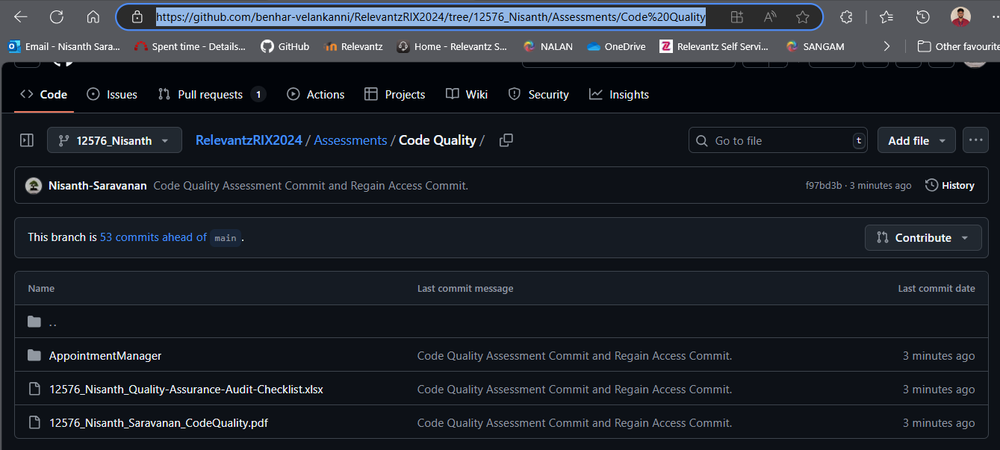 https://github.com/benhar-velankanni/RelevantzRIX2024/tree/12576_Nisanth/Assessments/Code%20Quality
Email - Nisanth Sara... Spent time - Details... GitHub Relevantz Home - Relevantz S... NALAN OneDrive Relevantz Self Servi... SANGAM Other favourite
Code Issues Pull requests 1 Actions Projects Wiki Security Insights
12576_Nisanth RelevantzRIX2024 / Assessments / Code Quality / Go to file t Add file
Nisanth-Saravanan Code Quality Assessment Commit and Regain Access Commit. f97bd3b · 3 minutes ago History
This branch is 53 commits ahead of main . Contribute
Name Last commit message Last commit date
..
AppointmentManager Code Quality Assessment Commit and Regain Access Commit. 3 minutes ago
12576_Nisanth_Quality-Assurance-Audit-Checklist.xlsx Code Quality Assessment Commit and Regain Access Commit. 3 minutes ago
12576_Nisanth_Saravanan_CodeQuality.pdf Code Quality Assessment Commit and Regain Access Commit. 3 minutes ago